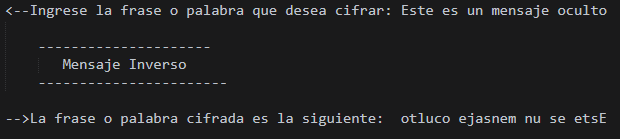 <--Ingrese la frase o palabra que desea cifrar: Este es un mensaje oculto
---------------------
Mensaje Inverso
-----------------------
-->La frase o palabra cifrada es la siguiente:  otluco ejasnem nu se etsE